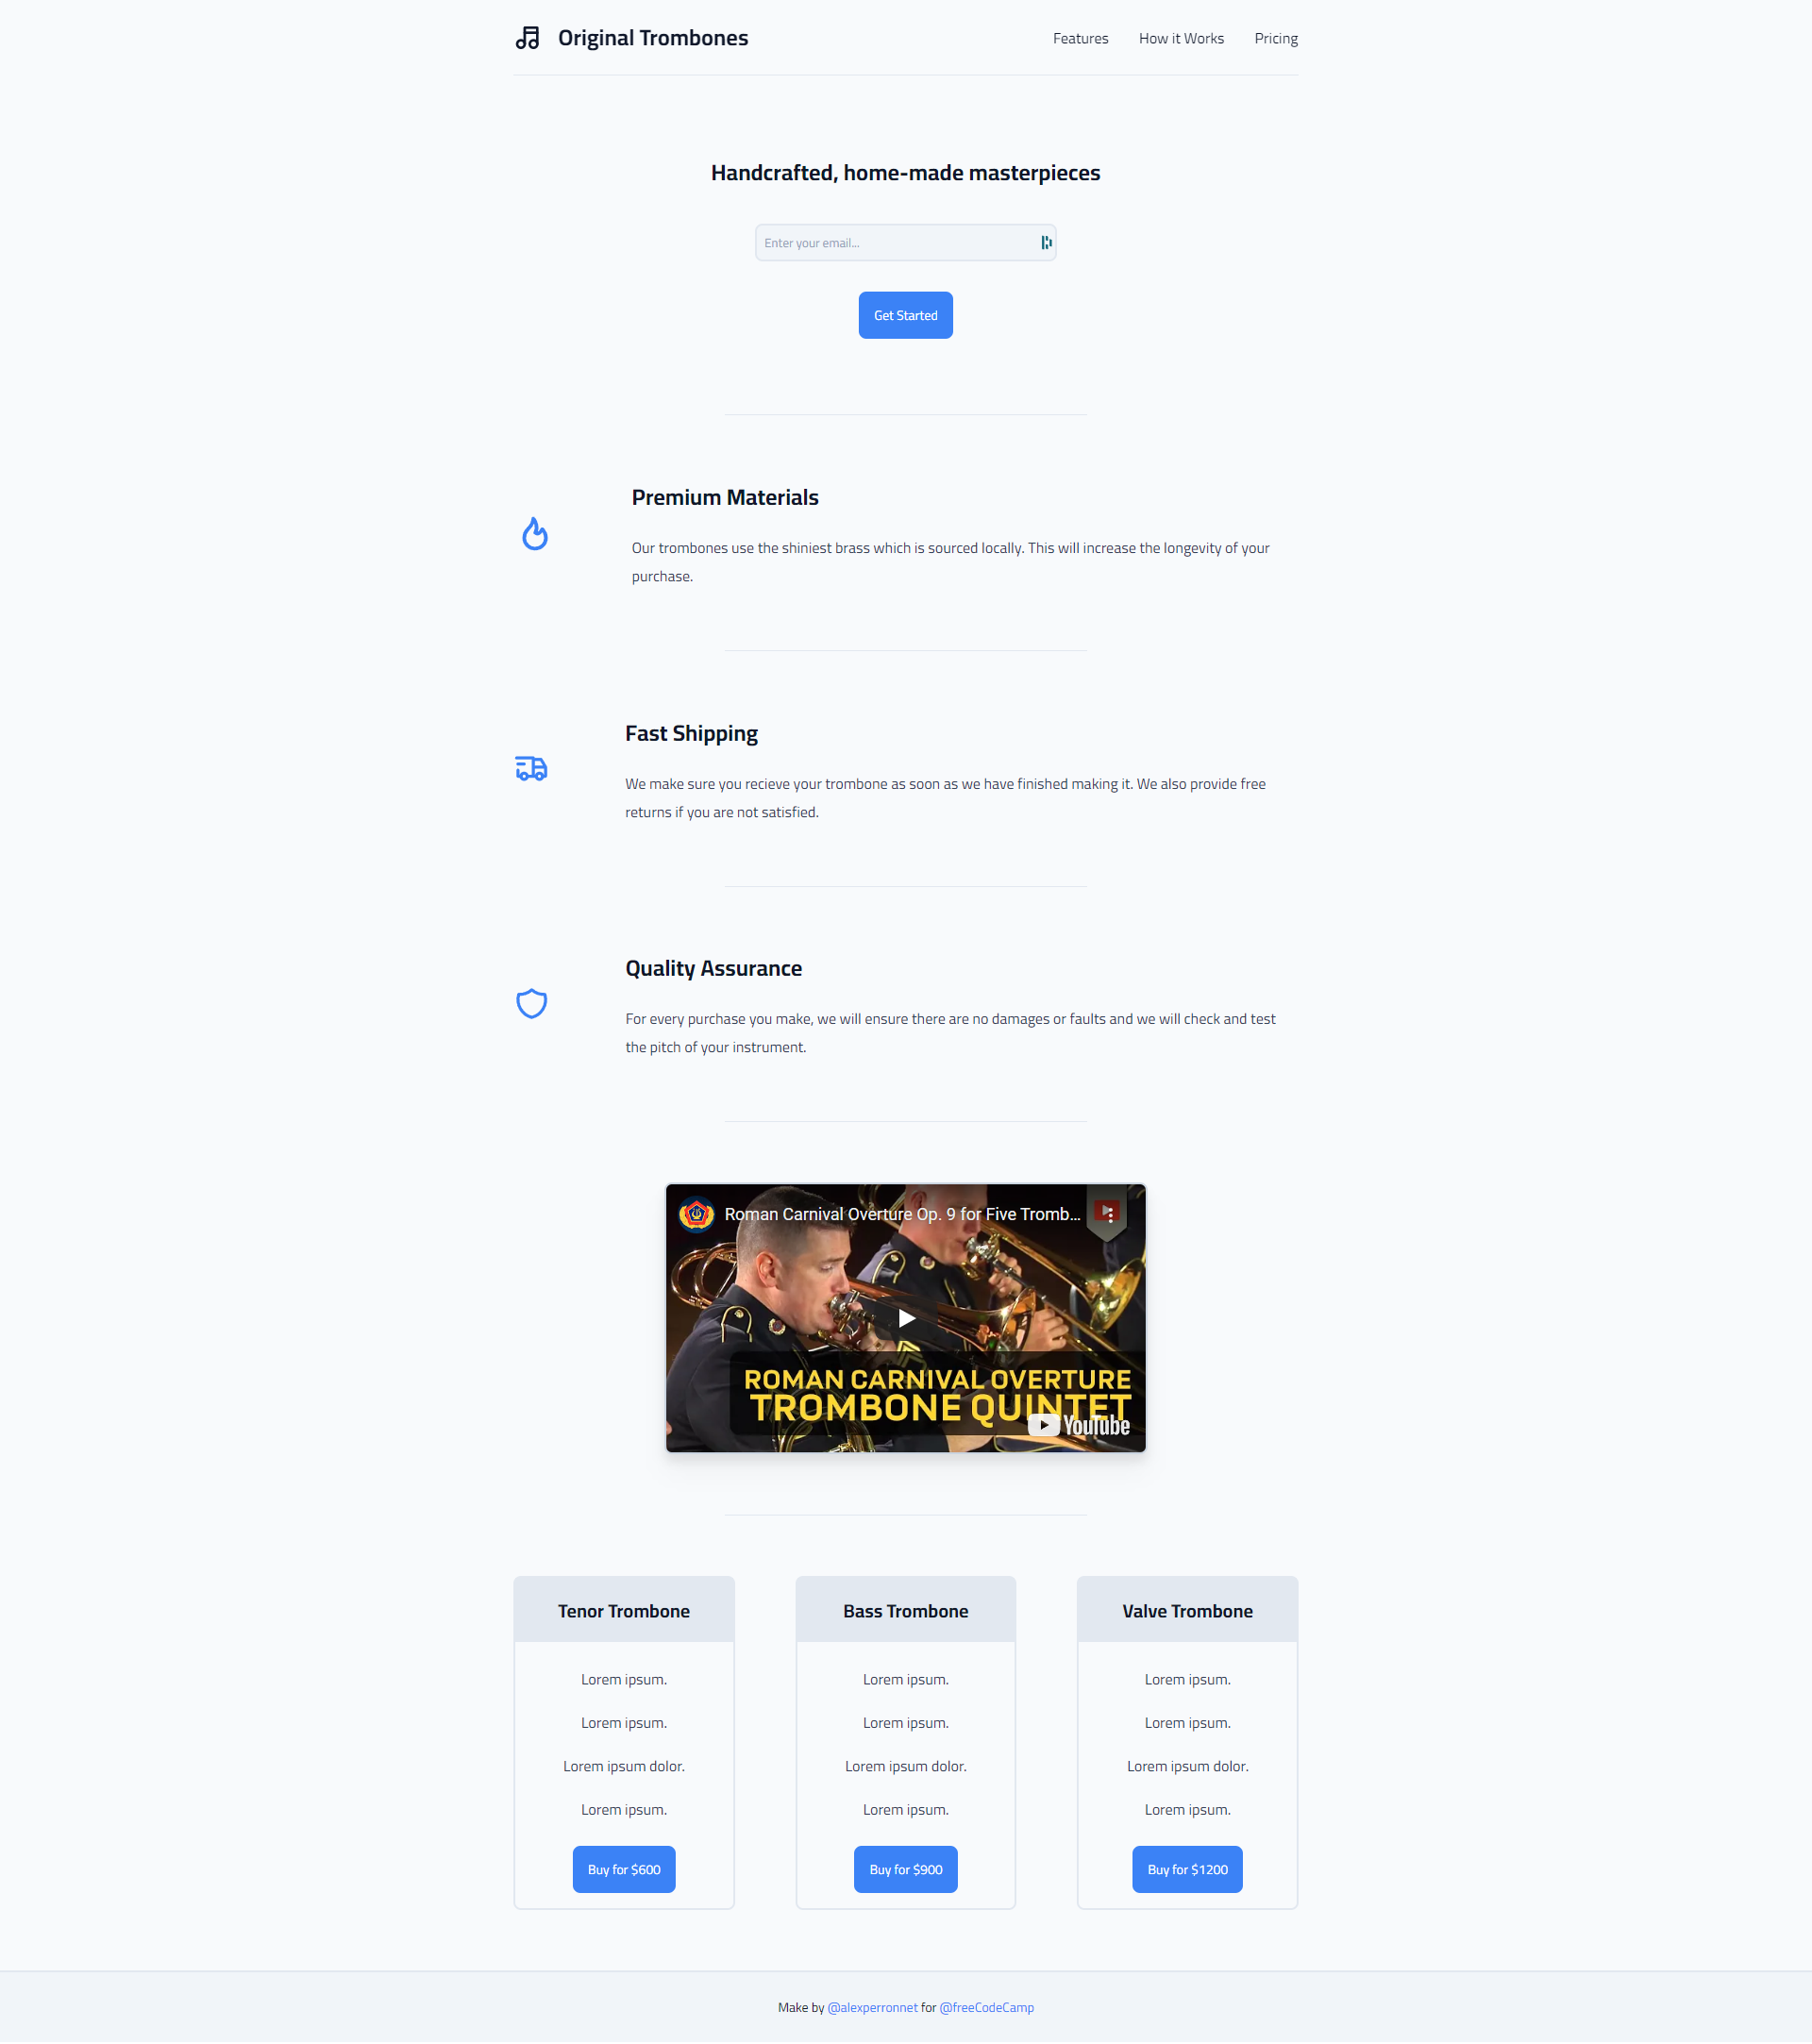 Original Trombones
Features
How it Works
Pricing
Handcrafted, home-made masterpieces
Enter your email...
Get Started
Premium Materials
Our trombones use the shiniest brass which is sourced locally. This will increase the longevity of your
purchase.
Fast Shipping
We make sure you recieve your trombone as soon as we have finished making it. We also provide free
returns if you are not satisfied.
Quality Assurance
For every purchase you make, we will ensure there are no damages or faults and we will check and test
the pitch of your instrument.
Roman Carnival Overture Op. 9 for Five Tromb...
ROMAN CARNIVAL OVERTURE
TROMBONE QUINTET
YouTube
Tenor Trombone
Lorem ipsum.
Lorem ipsum.
Lorem ipsum dolor.
Lorem ipsum.
Buy for $600
Bass Trombone
Lorem ipsum.
Lorem ipsum.
Lorem ipsum dolor.
Lorem ipsum.
Buy for $900
Valve Trombone
Lorem ipsum.
Lorem ipsum.
Lorem ipsum dolor.
Lorem ipsum.
Buy for $1200
Make by @alexperronnet for @freeCodeCamp